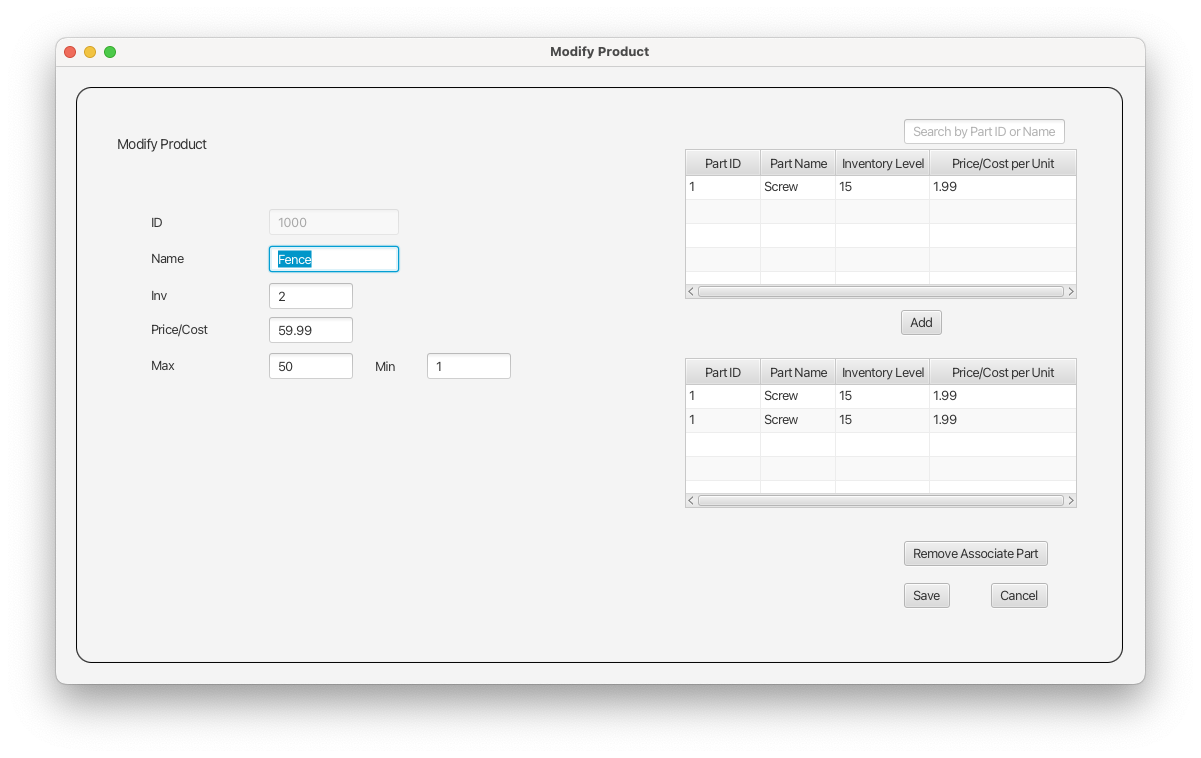 Modify Product
Modify Product
ID 1000
Name Fence
Inv 2
Price/Cost 59.99
Max 50 Min 1
Search by Part ID or Name
Part ID Part Name Inventory Level Price/Cost per Unit
1 Screw 15 1.99
Add
Part ID Part Name Inventory Level Price/Cost per Unit
1 Screw 15 1.99
1 Screw 15 1.99
Remove Associate Part
Save Cancel